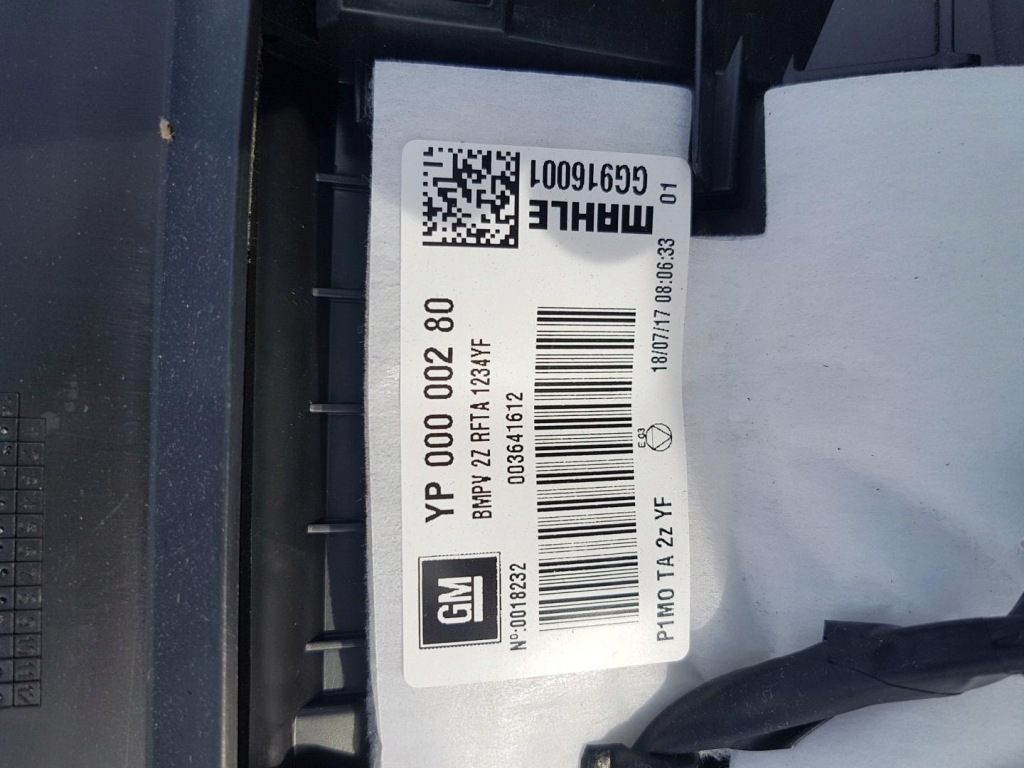 GM
YP 000 002 80
BMPV 2Z RFTA 1234YF
Nº:0018232
003641612
P1MO TA 2z YF
E 03
18/07/17 08:06:33
01
MAHLE
GG916001